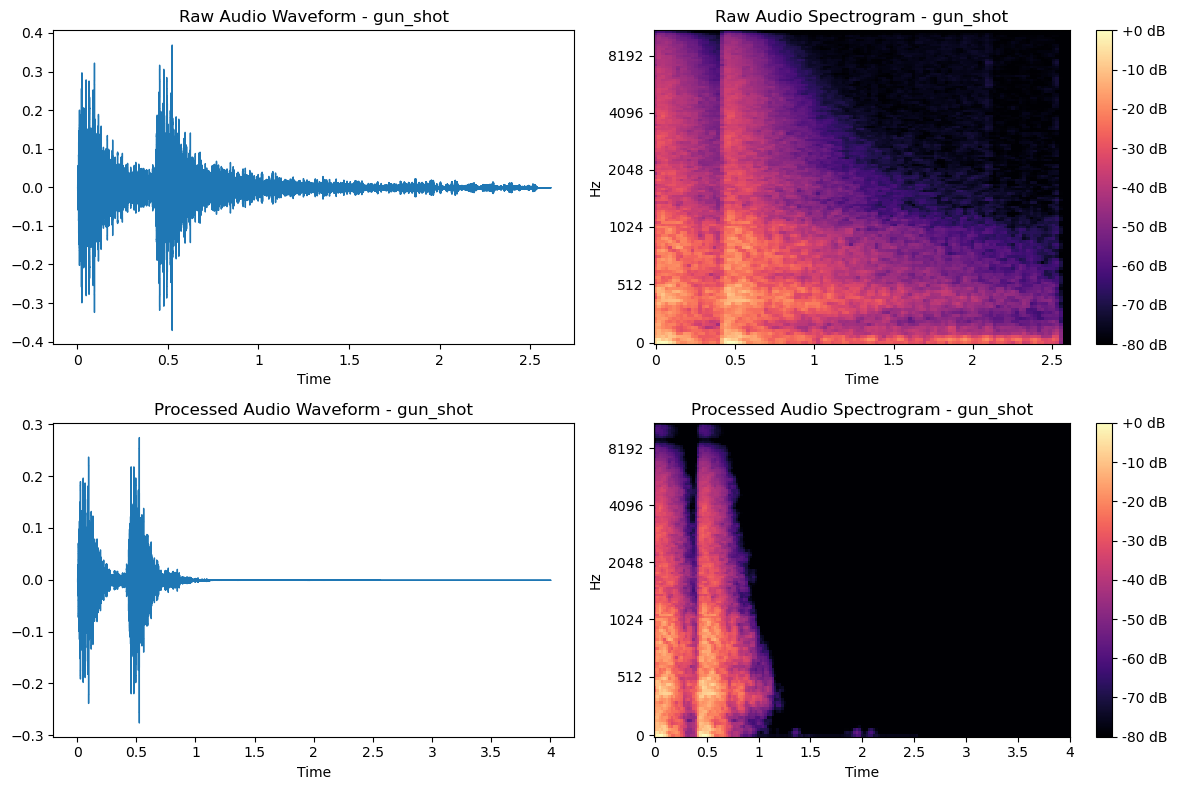 Raw Audio Waveform - gun_shot
0.4
0.3
0.2
0.1
0.0
−0.1
−0.2
−0.3
−0.4
0 0.5 1 1.5 2 2.5
Time
Raw Audio Spectrogram - gun_shot
Hz
8192
4096
2048
1024
512
0
0 0.5 1 1.5 2 2.5
Time
+0 dB
-10 dB
-20 dB
-30 dB
-40 dB
-50 dB
-60 dB
-70 dB
-80 dB
Processed Audio Waveform - gun_shot
0.3
0.2
0.1
0.0
−0.1
−0.2
−0.3
0 0.5 1 1.5 2 2.5 3 3.5 4
Time
Processed Audio Spectrogram - gun_shot
Hz
8192
4096
2048
1024
512
0
0 0.5 1 1.5 2 2.5 3 3.5 4
Time
+0 dB
-10 dB
-20 dB
-30 dB
-40 dB
-50 dB
-60 dB
-70 dB
-80 dB